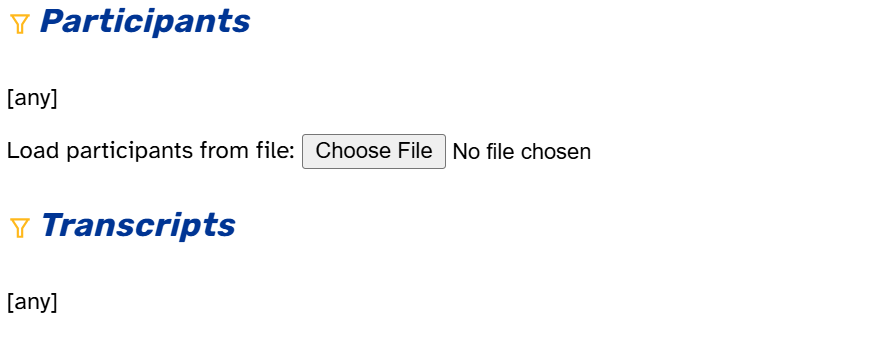 Participants
[any]
Load participants from file: Choose File No file chosen
Transcripts
[any]